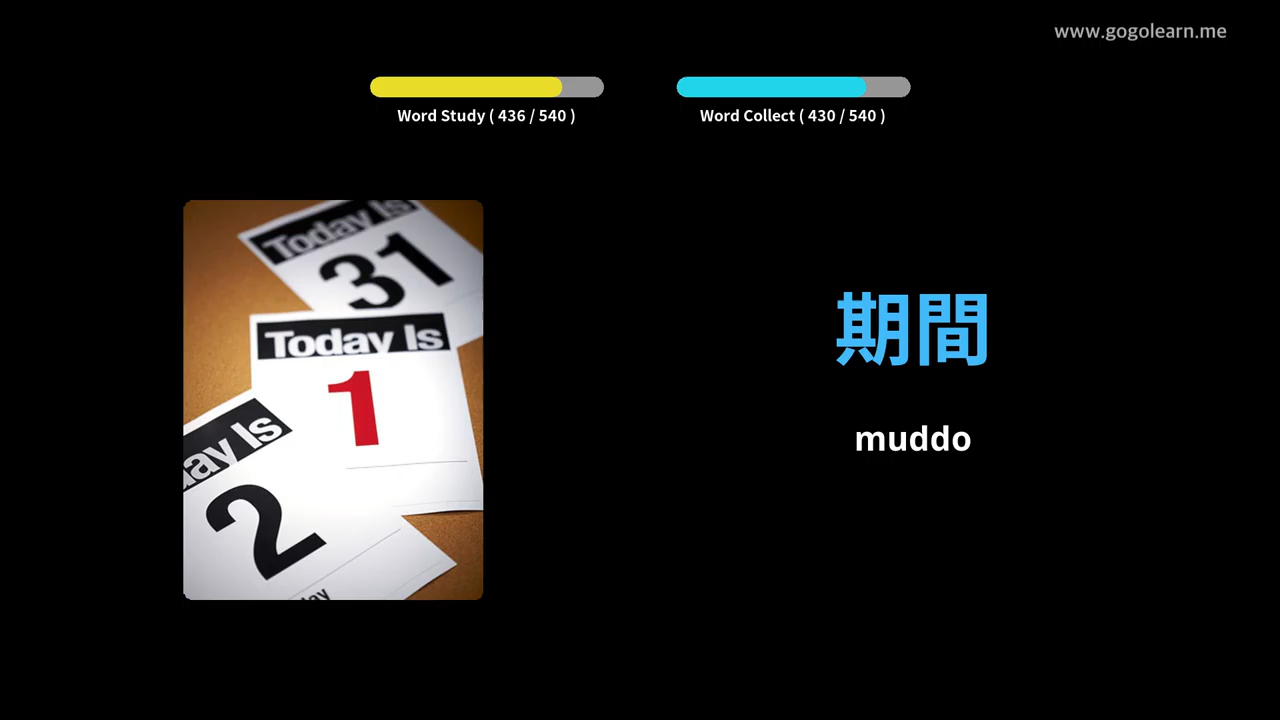 www.gogolearn.me
Word Study ( 436 / 540 )
Word Collect ( 430 / 540 )
Today Is
31
Today Is
1
ay Is
2
期間
muddo